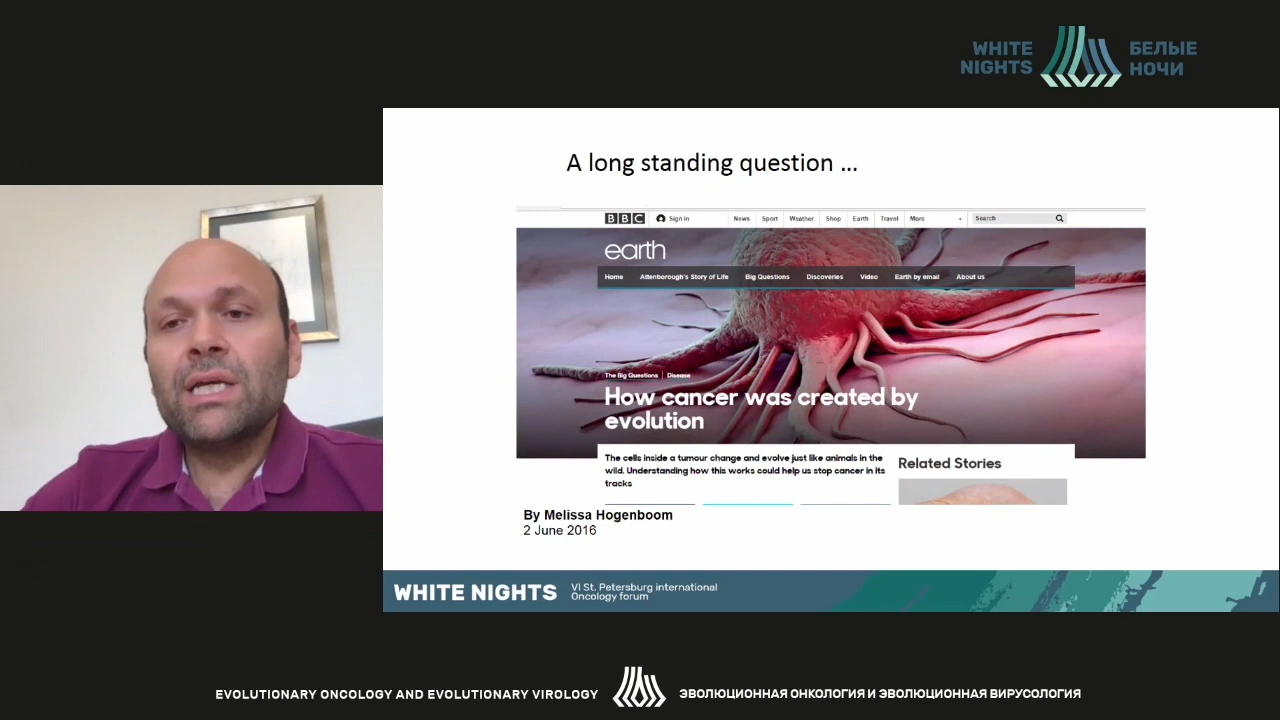 WHITE
NIGHTS
БЕЛЫЕ
НОЧИ
A long standing question ...
BBC
Sign in
News
Sport
Weather
Shop
Earth
Travel
More
Search
earth
Home
Attenborough's Story of Life
Big Questions
Discoveries
Video
Earth by email
About us
The Big Questions
Disease
How cancer was created by
evolution
The cells inside a tumour change and evolve just like animals in the
wild. Understanding how this works could help us stop cancer in its
tracks
Related Stories
By Melissa Hogenboom
2 June 2016
WHITE NIGHTS
VI St. Petersburg international
Oncology forum
EVOLUTIONARY ONCOLOGY AND EVOLUTIONARY VIROLOGY
ЭВОЛЮЦИОННАЯ ОНКОЛОГИЯ И ЭВОЛЮЦИОННАЯ ВИРУСОЛОГИЯ